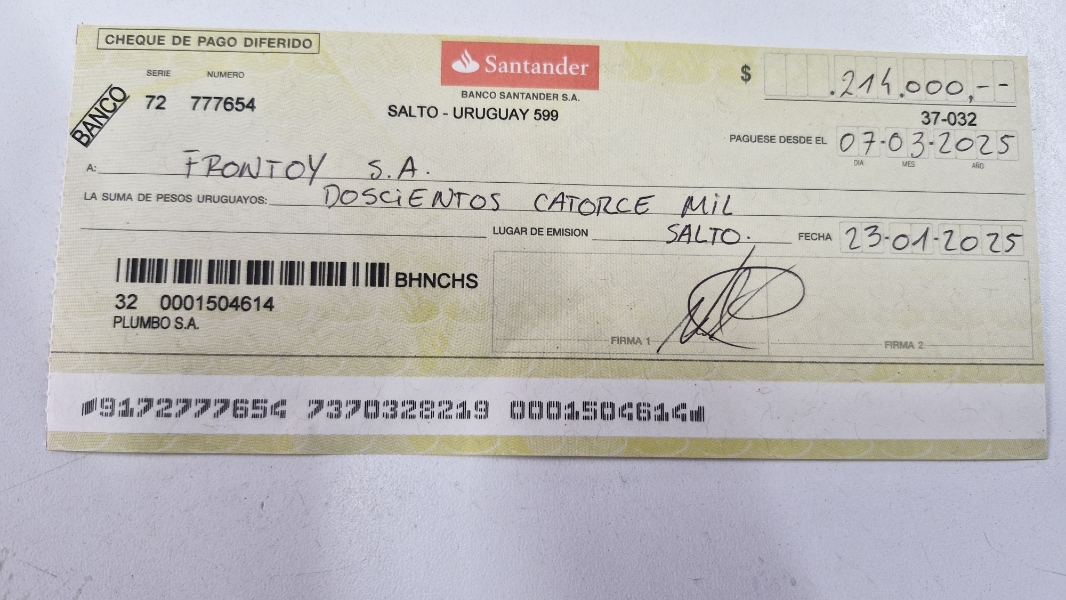 CHEQUE DE PAGO DIFERIDO
Santander
$ .214.000,--
SERIE NUMERO
BANCO
72 777654
BANCO SANTANDER S.A.
SALTO - URUGUAY 599
37-032
PAGUESE DESDE EL 07-03-2025
DIA MES AÑO
A: FRONTOY S.A.
LA SUMA DE PESOS URUGUAYOS: DOSCIENTOS CATORCE MIL
LUGAR DE EMISION SALTO. FECHA 23-01-2025
BHNCHS
32 0001504614
PLUMBO S.A.
FIRMA 1 FIRMA 2
9172777654 7370328219 0001504614